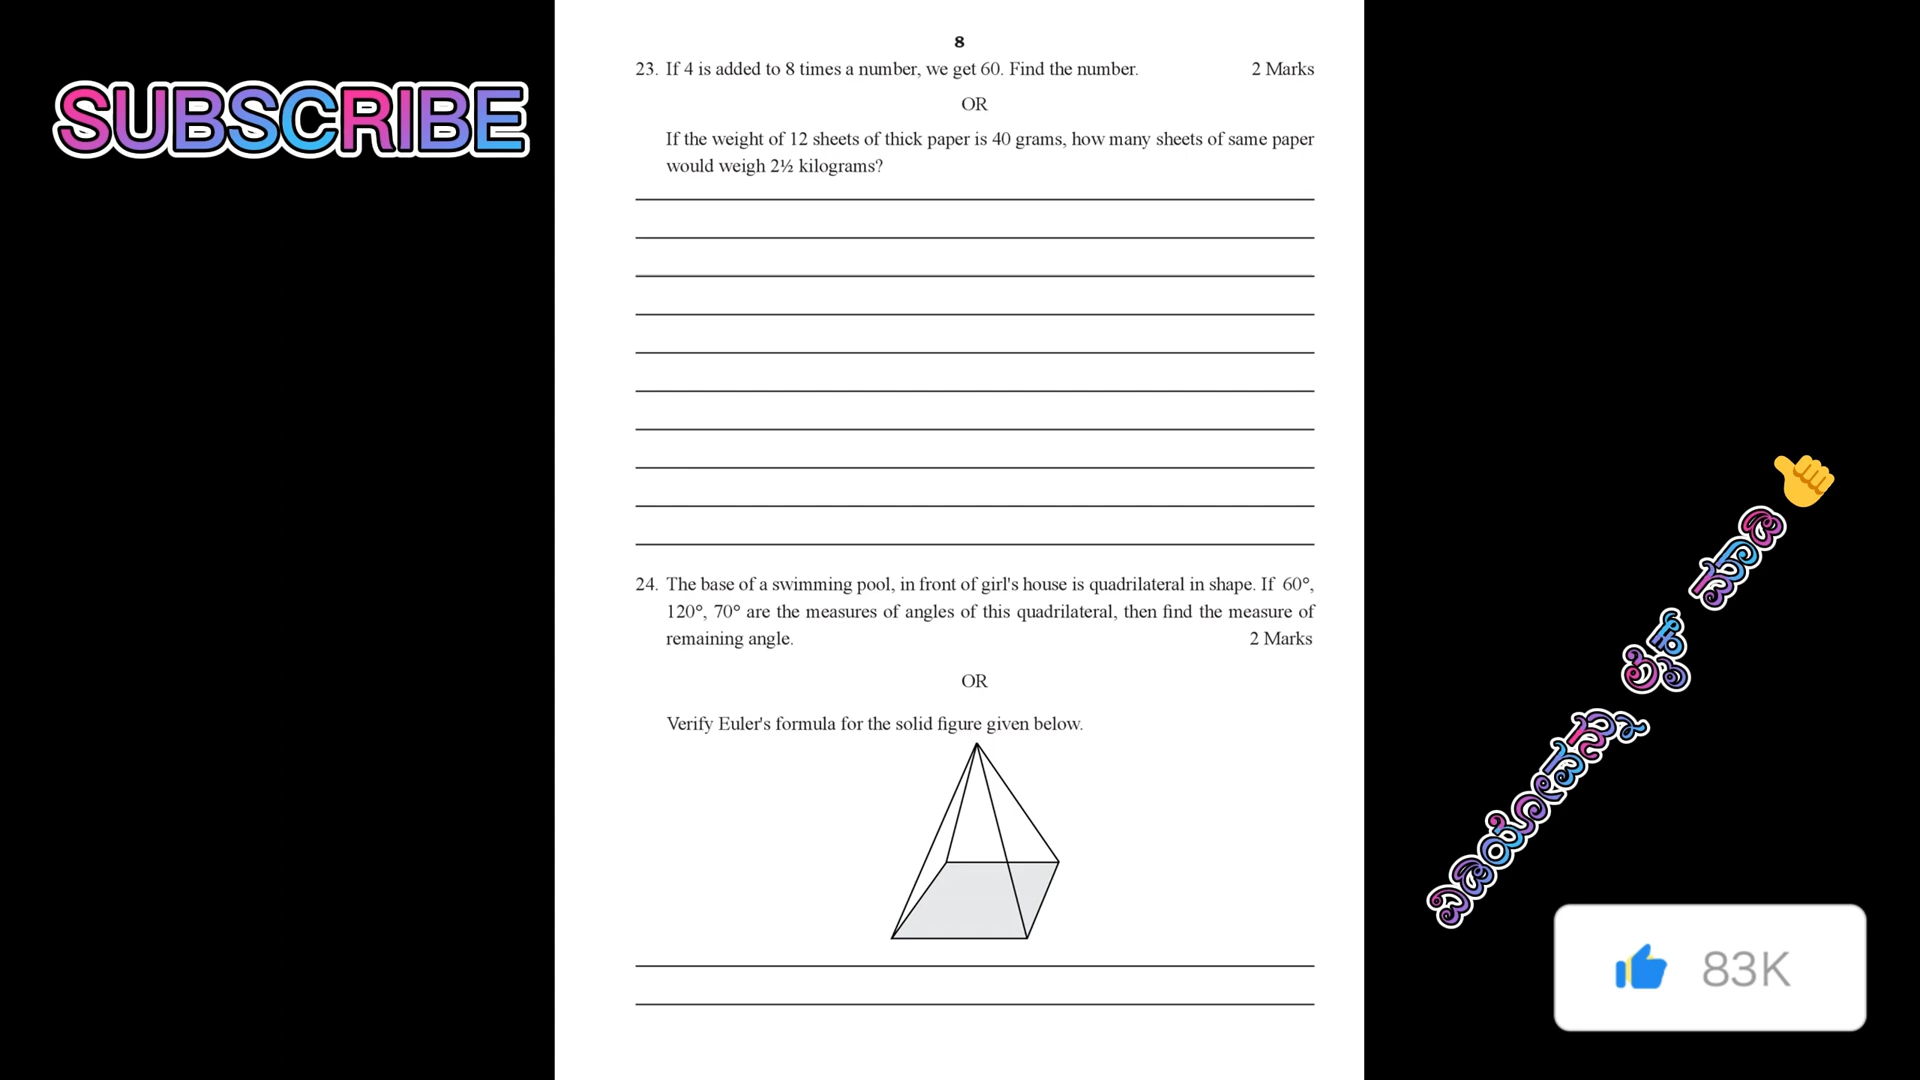 SUBSCRIBE
8
23. If 4 is added to 8 times a number, we get 60. Find the number. 2 Marks
OR
If the weight of 12 sheets of thick paper is 40 grams, how many sheets of same paper
would weigh 2½ kilograms?
24. The base of a swimming pool, in front of girl's house is quadrilateral in shape. If 60°,
120°, 70° are the measures of angles of this quadrilateral, then find the measure of
remaining angle. 2 Marks
OR
Verify Euler's formula for the solid figure given below.
ವಿಡಿಯೋವನ್ನು ಲೈಕ್ ಮಾಡಿ 👍
83K